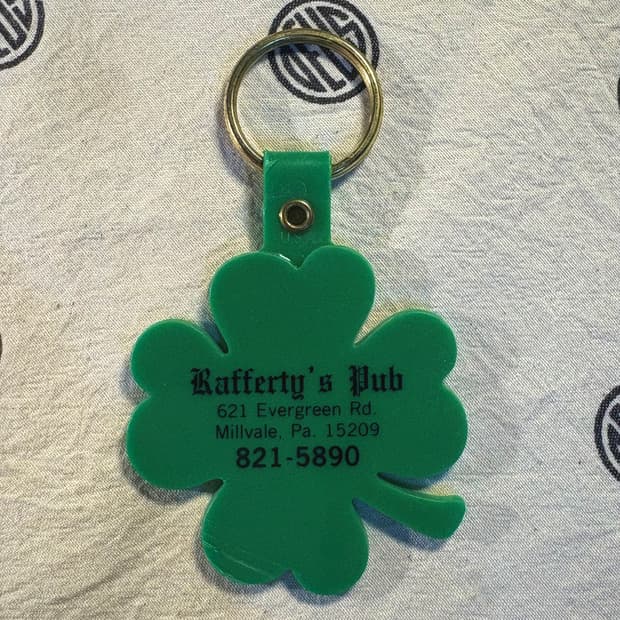 Rafferty's Pub
621 Evergreen Rd.
Millvale, Pa. 15209
821-5890